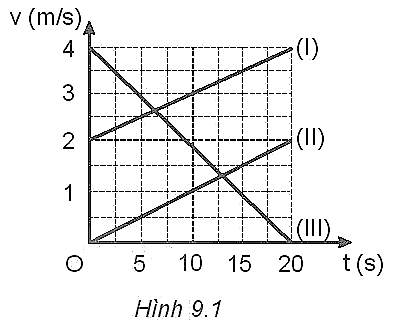 v (m/s)
4
(I)
3
2
(II)
1
(III)
O
5
10
15
20
t (s)
Hình 9.1